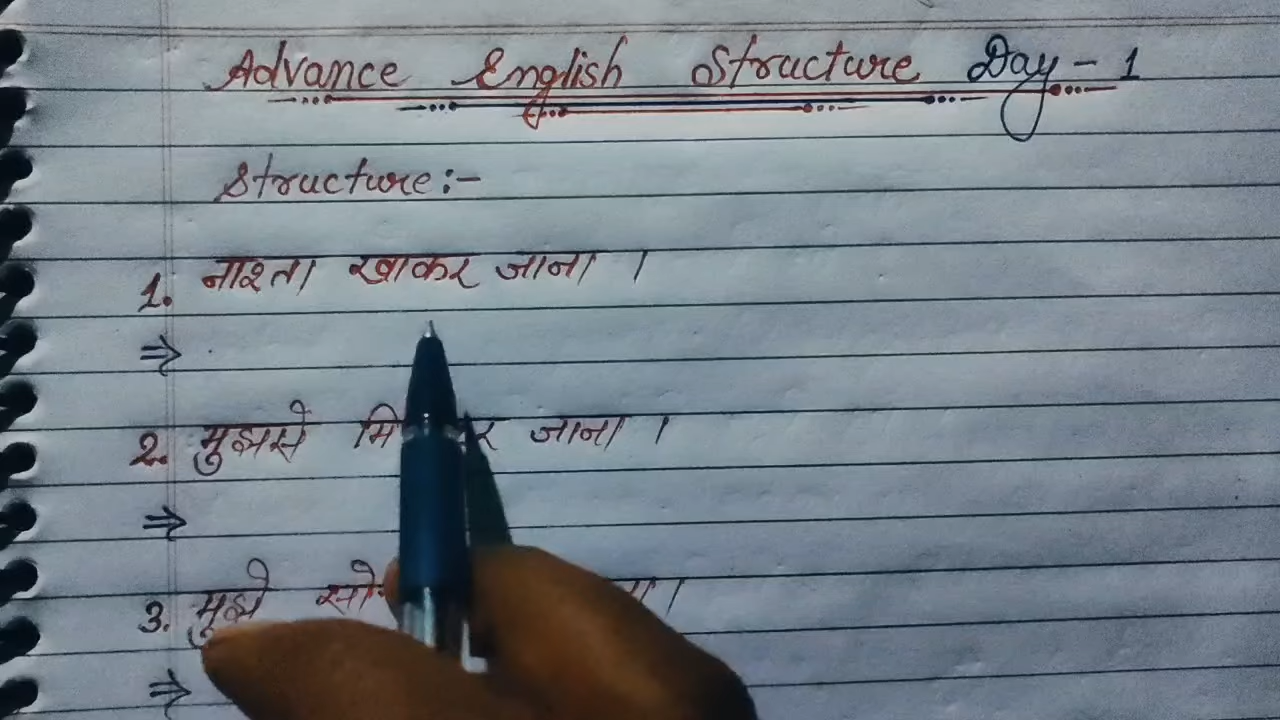 Advance English Structure Day - 1
Structure:-
1. नाश्ता खाकर जाना ।
⇒
2. मुझसे जाना ।
⇒
3. मुझे
⇒